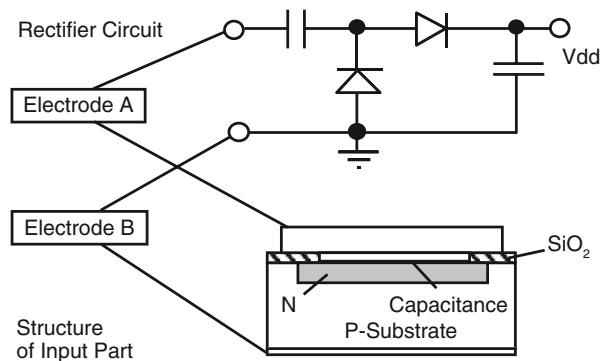 Rectifier Circuit
Vdd
Electrode A
Electrode B
SiO2
N
Capacitance
P-Substrate
Structure
of Input Part